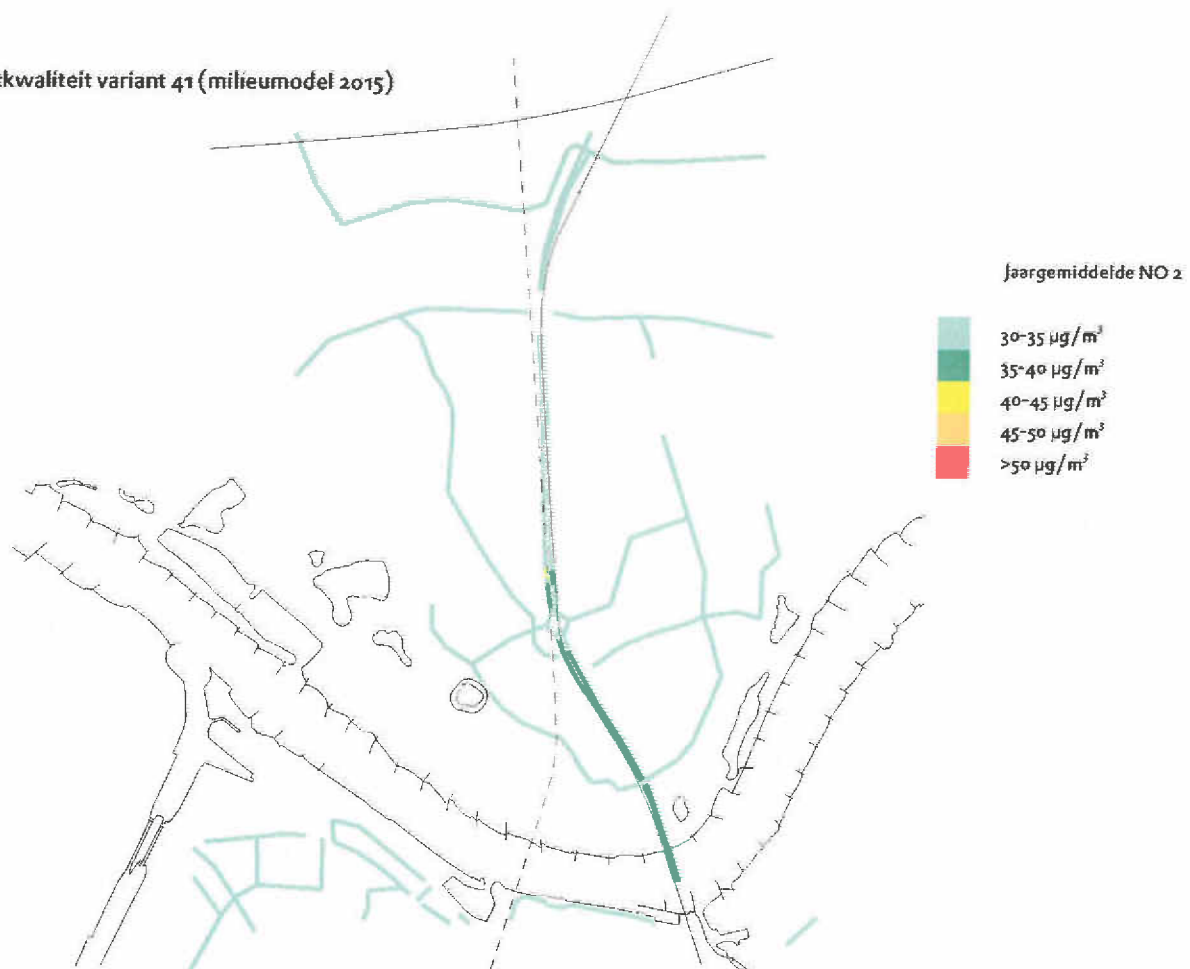 tkwaliteit variant 41 (milieumodel 2015)
Jaargemiddelde NO 2
30-35 µg/m³
35-40 µg/m³
40-45 µg/m³
45-50 µg/m³
>50 µg/m³